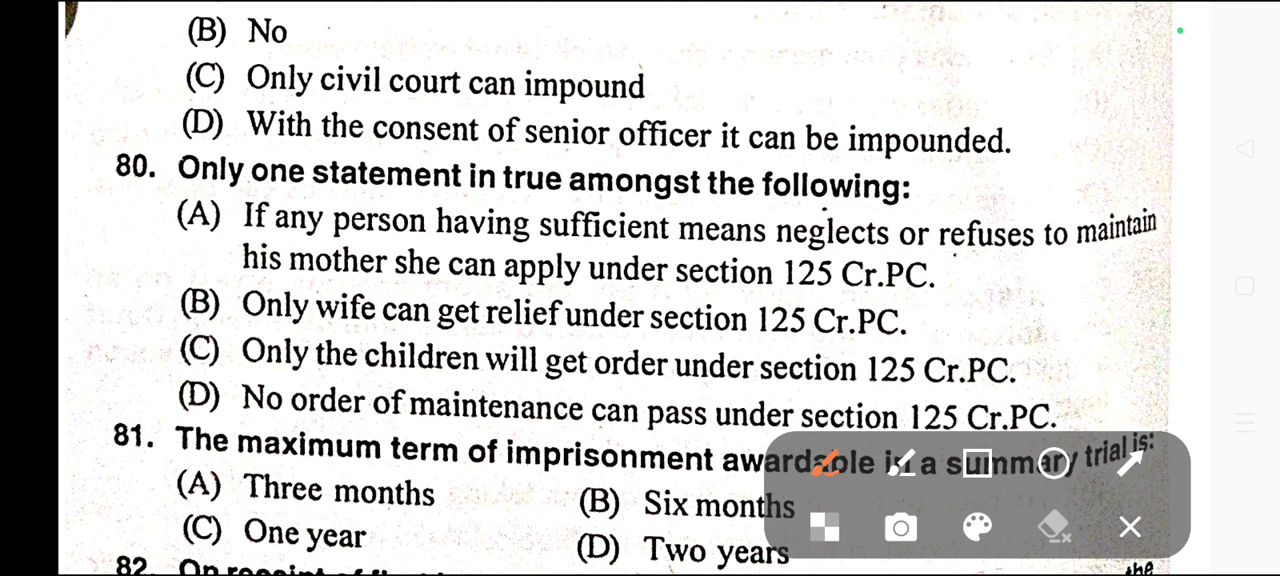 (B) No
(C) Only civil court can impound
(D) With the consent of senior officer it can be impounded.
80. Only one statement in true amongst the following:
(A) If any person having sufficient means neglects or refuses to maintain
his mother she can apply under section 125 Cr.PC.
(B) Only wife can get relief under section 125 Cr.PC.
(C) Only the children will get order under section 125 Cr.PC.
(D) No order of maintenance can pass under section 125 Cr.PC.
81. The maximum term of imprisonment awardable in a summary trial is:
(A) Three months (B) Six months
(C) One year (D) Two years
82. On the